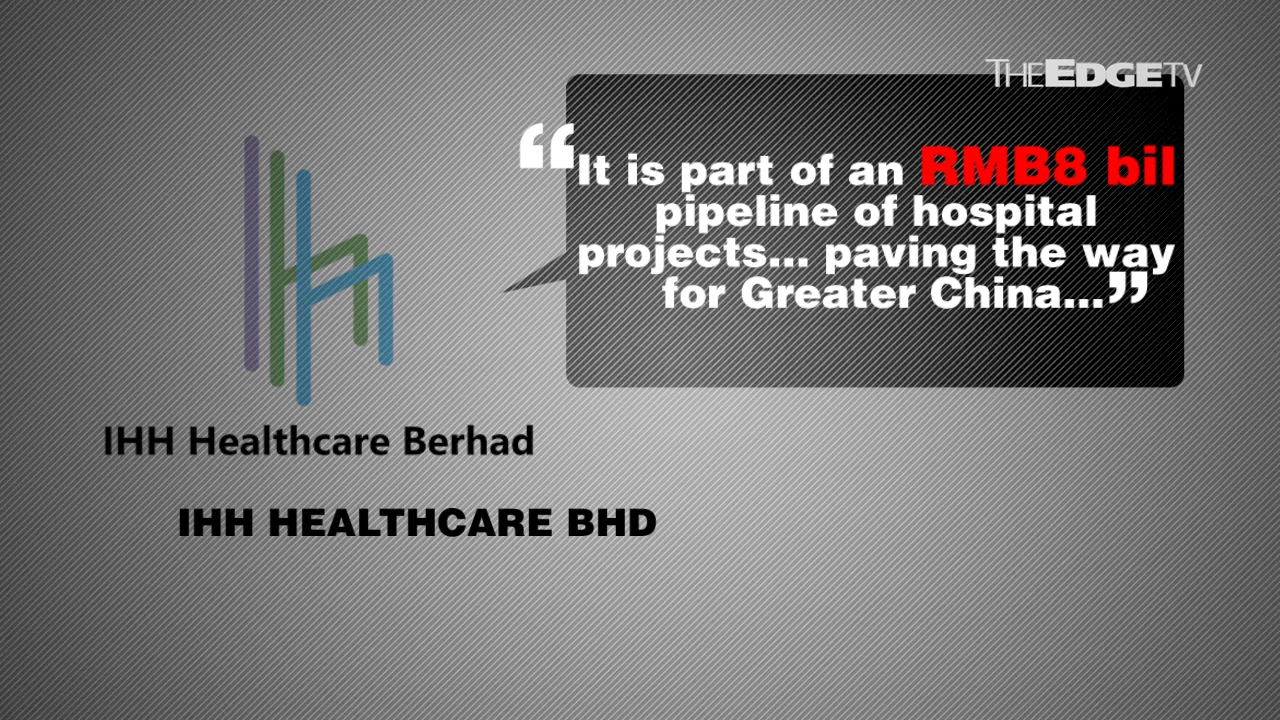 THEEDGETV
“It is part of an RMB8 bil
pipeline of hospital
projects... paving the way
for Greater China...”
IHH Healthcare Berhad
IHH HEALTHCARE BHD